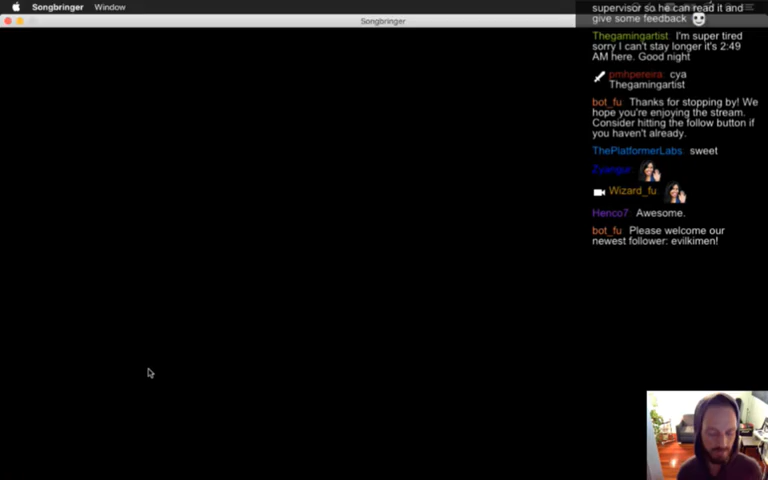 Songbringer Window
Songbringer
supervisor so he can read it and
give some feedback
Thegamingartist I'm super tired
sorry I can't stay longer it's 2:49
AM here. Good night
pmhpereira cya
Thegamingartist
bot_fu Thanks for stopping by! We
hope you're enjoying the stream.
Consider hitting the follow button if
you haven't already.
ThePlatformerLabs sweet
Wizard_fu
Henco7 Awesome.
bot_fu Please welcome our
newest follower: evilkimen!